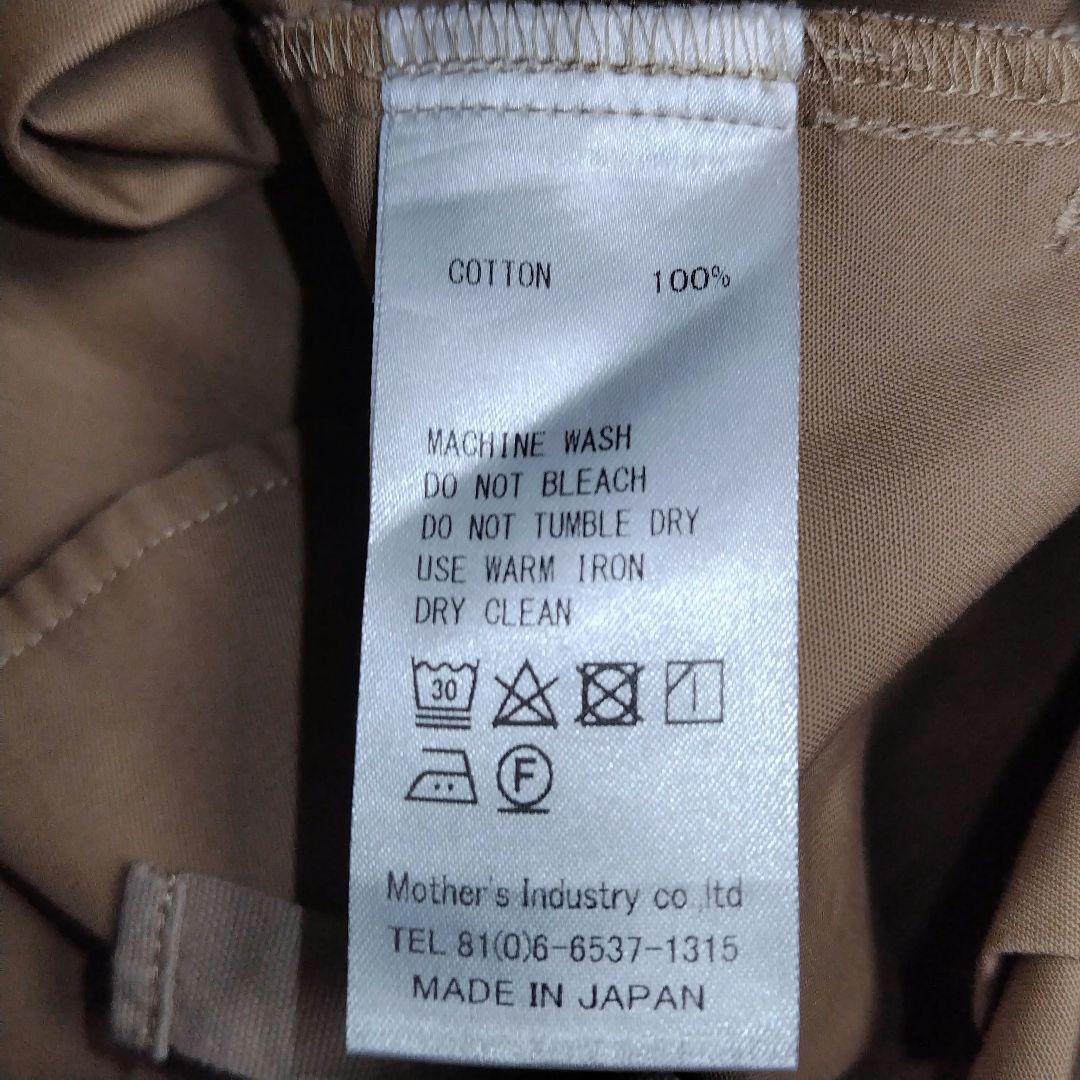 COTTON 100%
MACHINE WASH
DO NOT BLEACH
DO NOT TUMBLE DRY
USE WARM IRON
DRY CLEAN
30
F
Mother's Industry co .ltd
TEL 81(0)6-6537-1315
MADE IN JAPAN